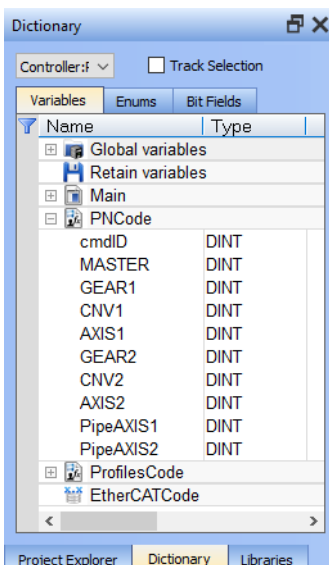 Dictionary
Controller:F Track Selection
Variables Enums Bit Fields
Name Type
Global variables
Retain variables
Main
PNCode
cmdID DINT
MASTER DINT
GEAR1 DINT
CNV1 DINT
AXIS1 DINT
GEAR2 DINT
CNV2 DINT
AXIS2 DINT
PipeAXIS1 DINT
PipeAXIS2 DINT
ProfilesCode
EtherCATCode
Project Explorer Dictionary Libraries